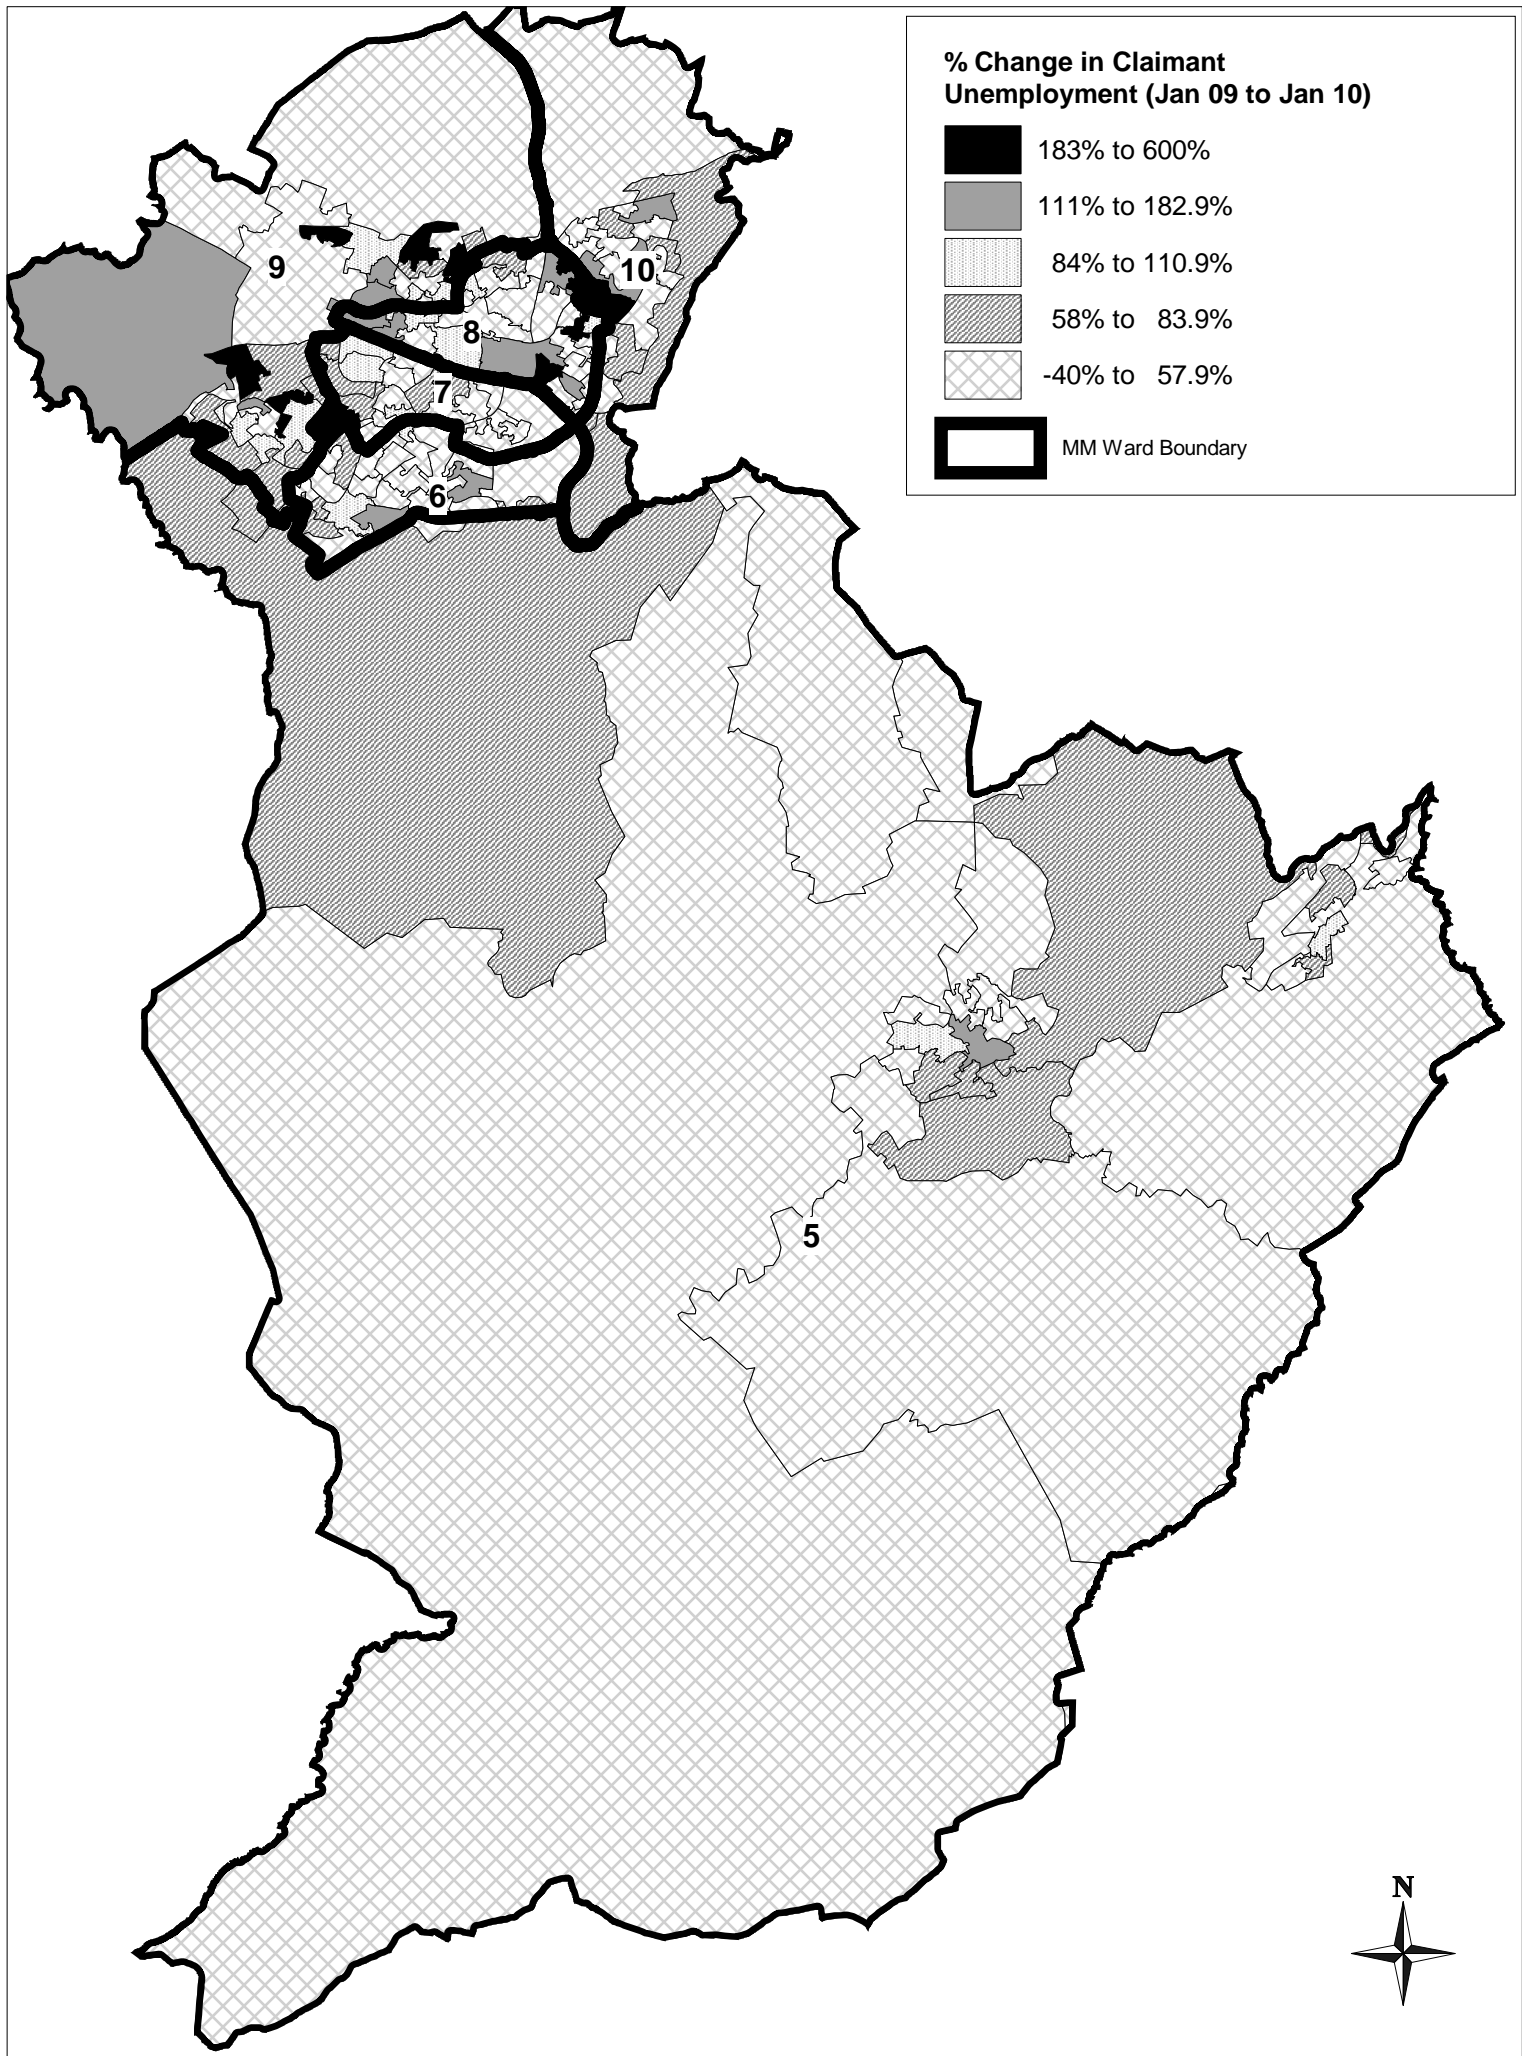 % Change in Claimant
Unemployment (Jan 09 to Jan 10)
183% to 600%
111% to 182.9%
84% to 110.9%
58% to 83.9%
-40% to 57.9%
MM Ward Boundary
9
10
8
7
6
5
N